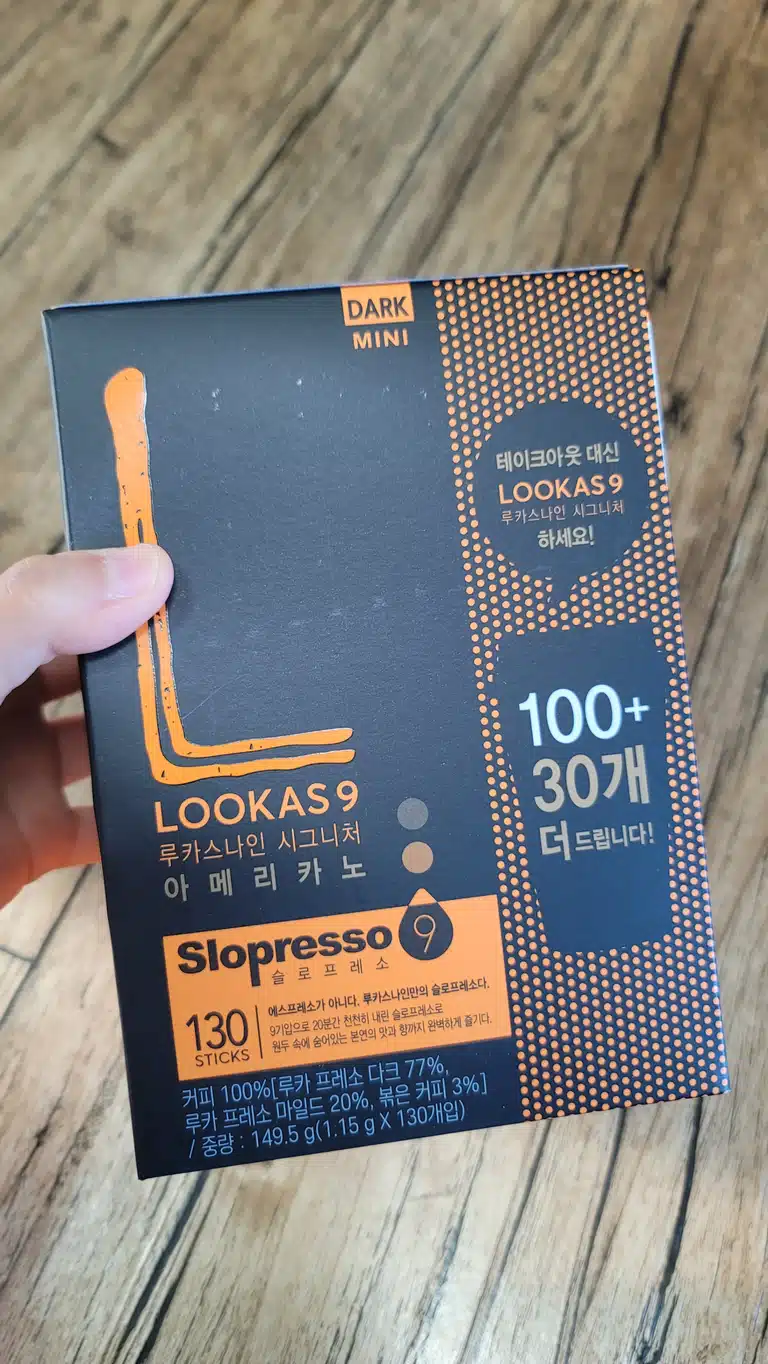 DARK
MINI
테이크아웃 대신
LOOKAS 9
루카스나인 시그니처
하세요!
100+
30개
더 드립니다!
LOOKAS 9
루카스나인 시그니처
아메리카노
Slopresso 9
슬로프레소
130
STICKS
에스프레소가 아니다. 루카스나인만의 슬로프레소다.
9기압으로 20분간 천천히 내린 슬로프레소로
원두 속에 숨어있는 본연의 맛과 향까지 완벽하게 즐기다.
커피 100%[루카 프레소 다크 77%,
루카 프레소 마일드 20%, 볶은 커피 3%]
/ 중량 : 149.5 g(1.15 g X 130개입)